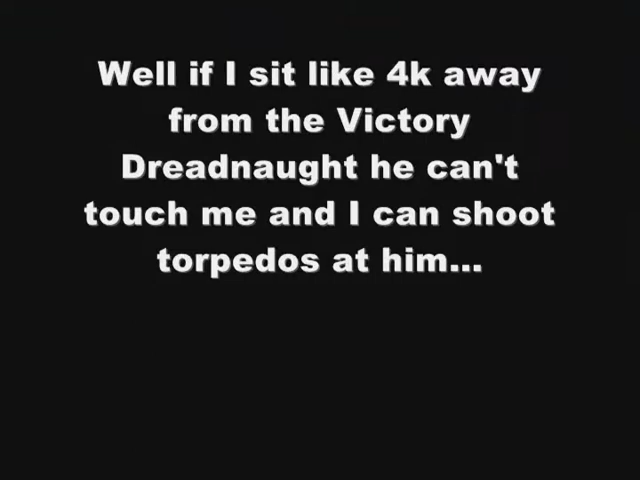 Well if I sit like 4k away
from the Victory
Dreadnaught he can't
touch me and I can shoot
torpedos at him...